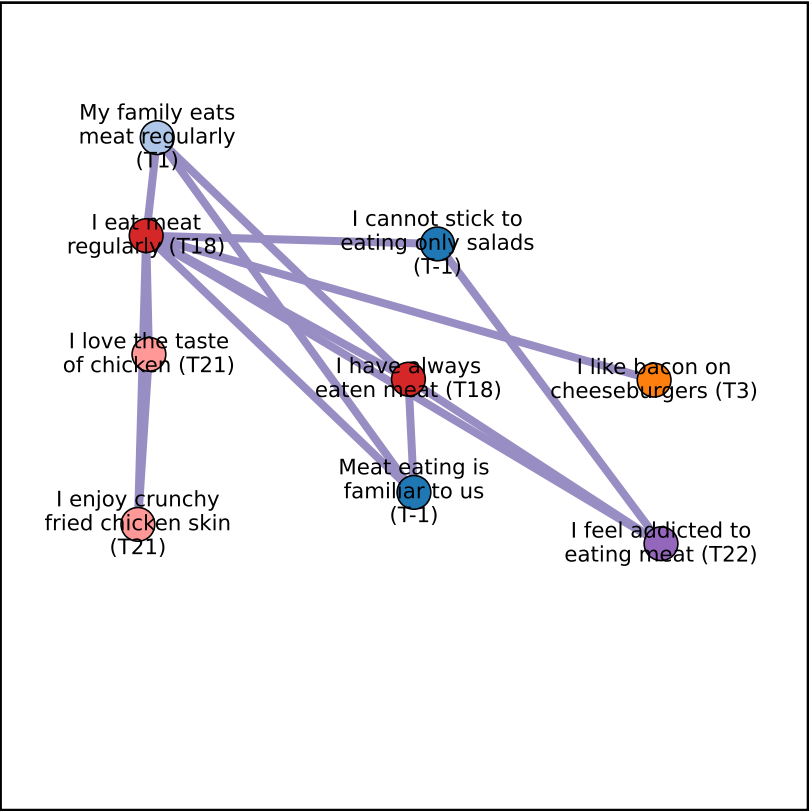 My family eats
meat regularly
(T1)
I eat meat
regularly (T18)
I cannot stick to
eating only salads
(T-1)
I love the taste
of chicken (T21)
I have always
eaten meat (T18)
I like bacon on
cheeseburgers (T3)
Meat eating is
familiar to us
(T-1)
I enjoy crunchy
fried chicken skin
(T21)
I feel addicted to
eating meat (T22)